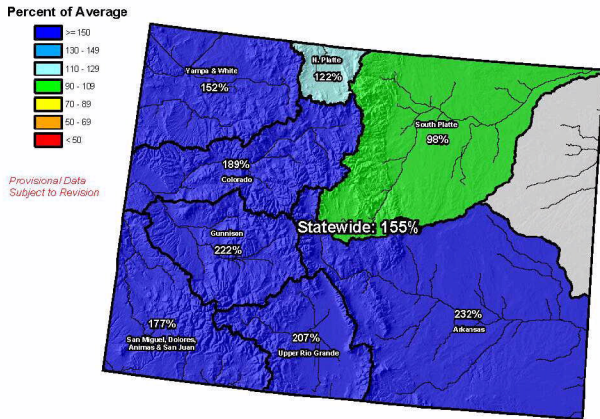 Percent of Average
>= 150
130 - 149
110 - 129
90 - 109
70 - 89
50 - 69
< 50
Provisional Data
Subject to Revision
Yampa & White
152%
N. Platte
122%
South Platte
98%
189%
Colorado
Statewide: 155%
Gunnison
222%
177%
San Miguel, Dolores,
Animas & San Juan
207%
Upper Rio Grande
232%
Arkansas